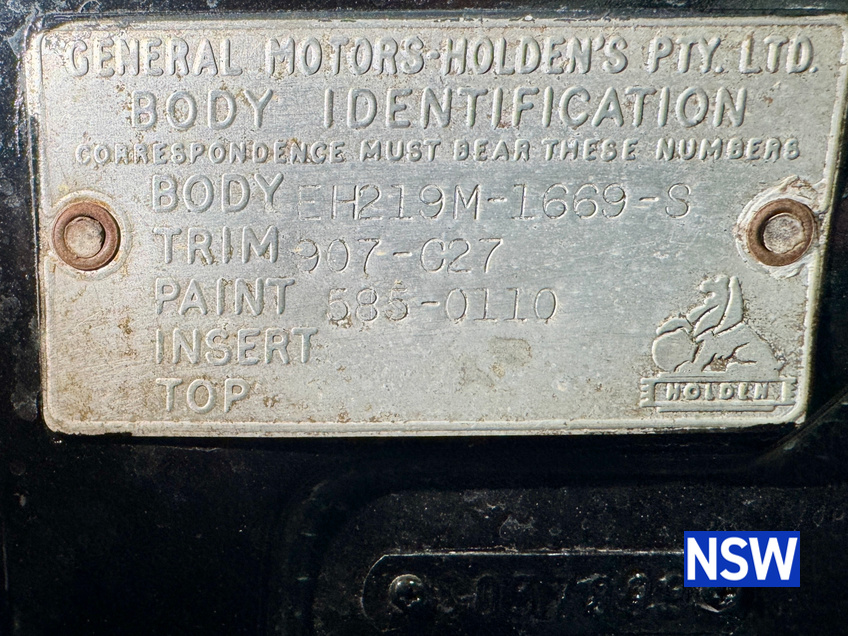 GENERAL MOTORS-HOLDEN'S PTY. LTD.
BODY IDENTIFICATION
CORRESPONDENCE MUST BEAR THESE NUMBERS
BODY EH219M-1669-S
TRIM 907-C27
PAINT 585-0110
INSERT
TOP
HOLDEN
NSW